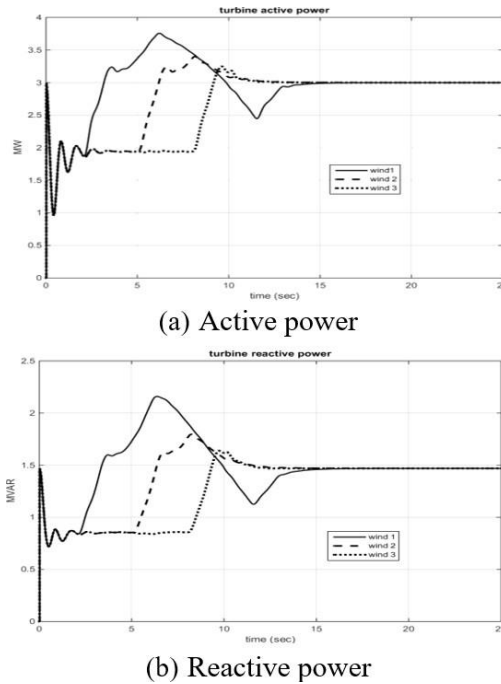 turbine active power
4
3.5
3
2.5
2
1.5
1
0.5
0
MW
wind1
wind 2
wind 3
0 5 10 15 20 25
time (sec)
(a) Active power
turbine reactive power
2.5
2
1.5
1
0.5
0
MVAR
wind 1
wind 2
wind 3
0 5 10 15 20 25
time (sec)
(b) Reactive power